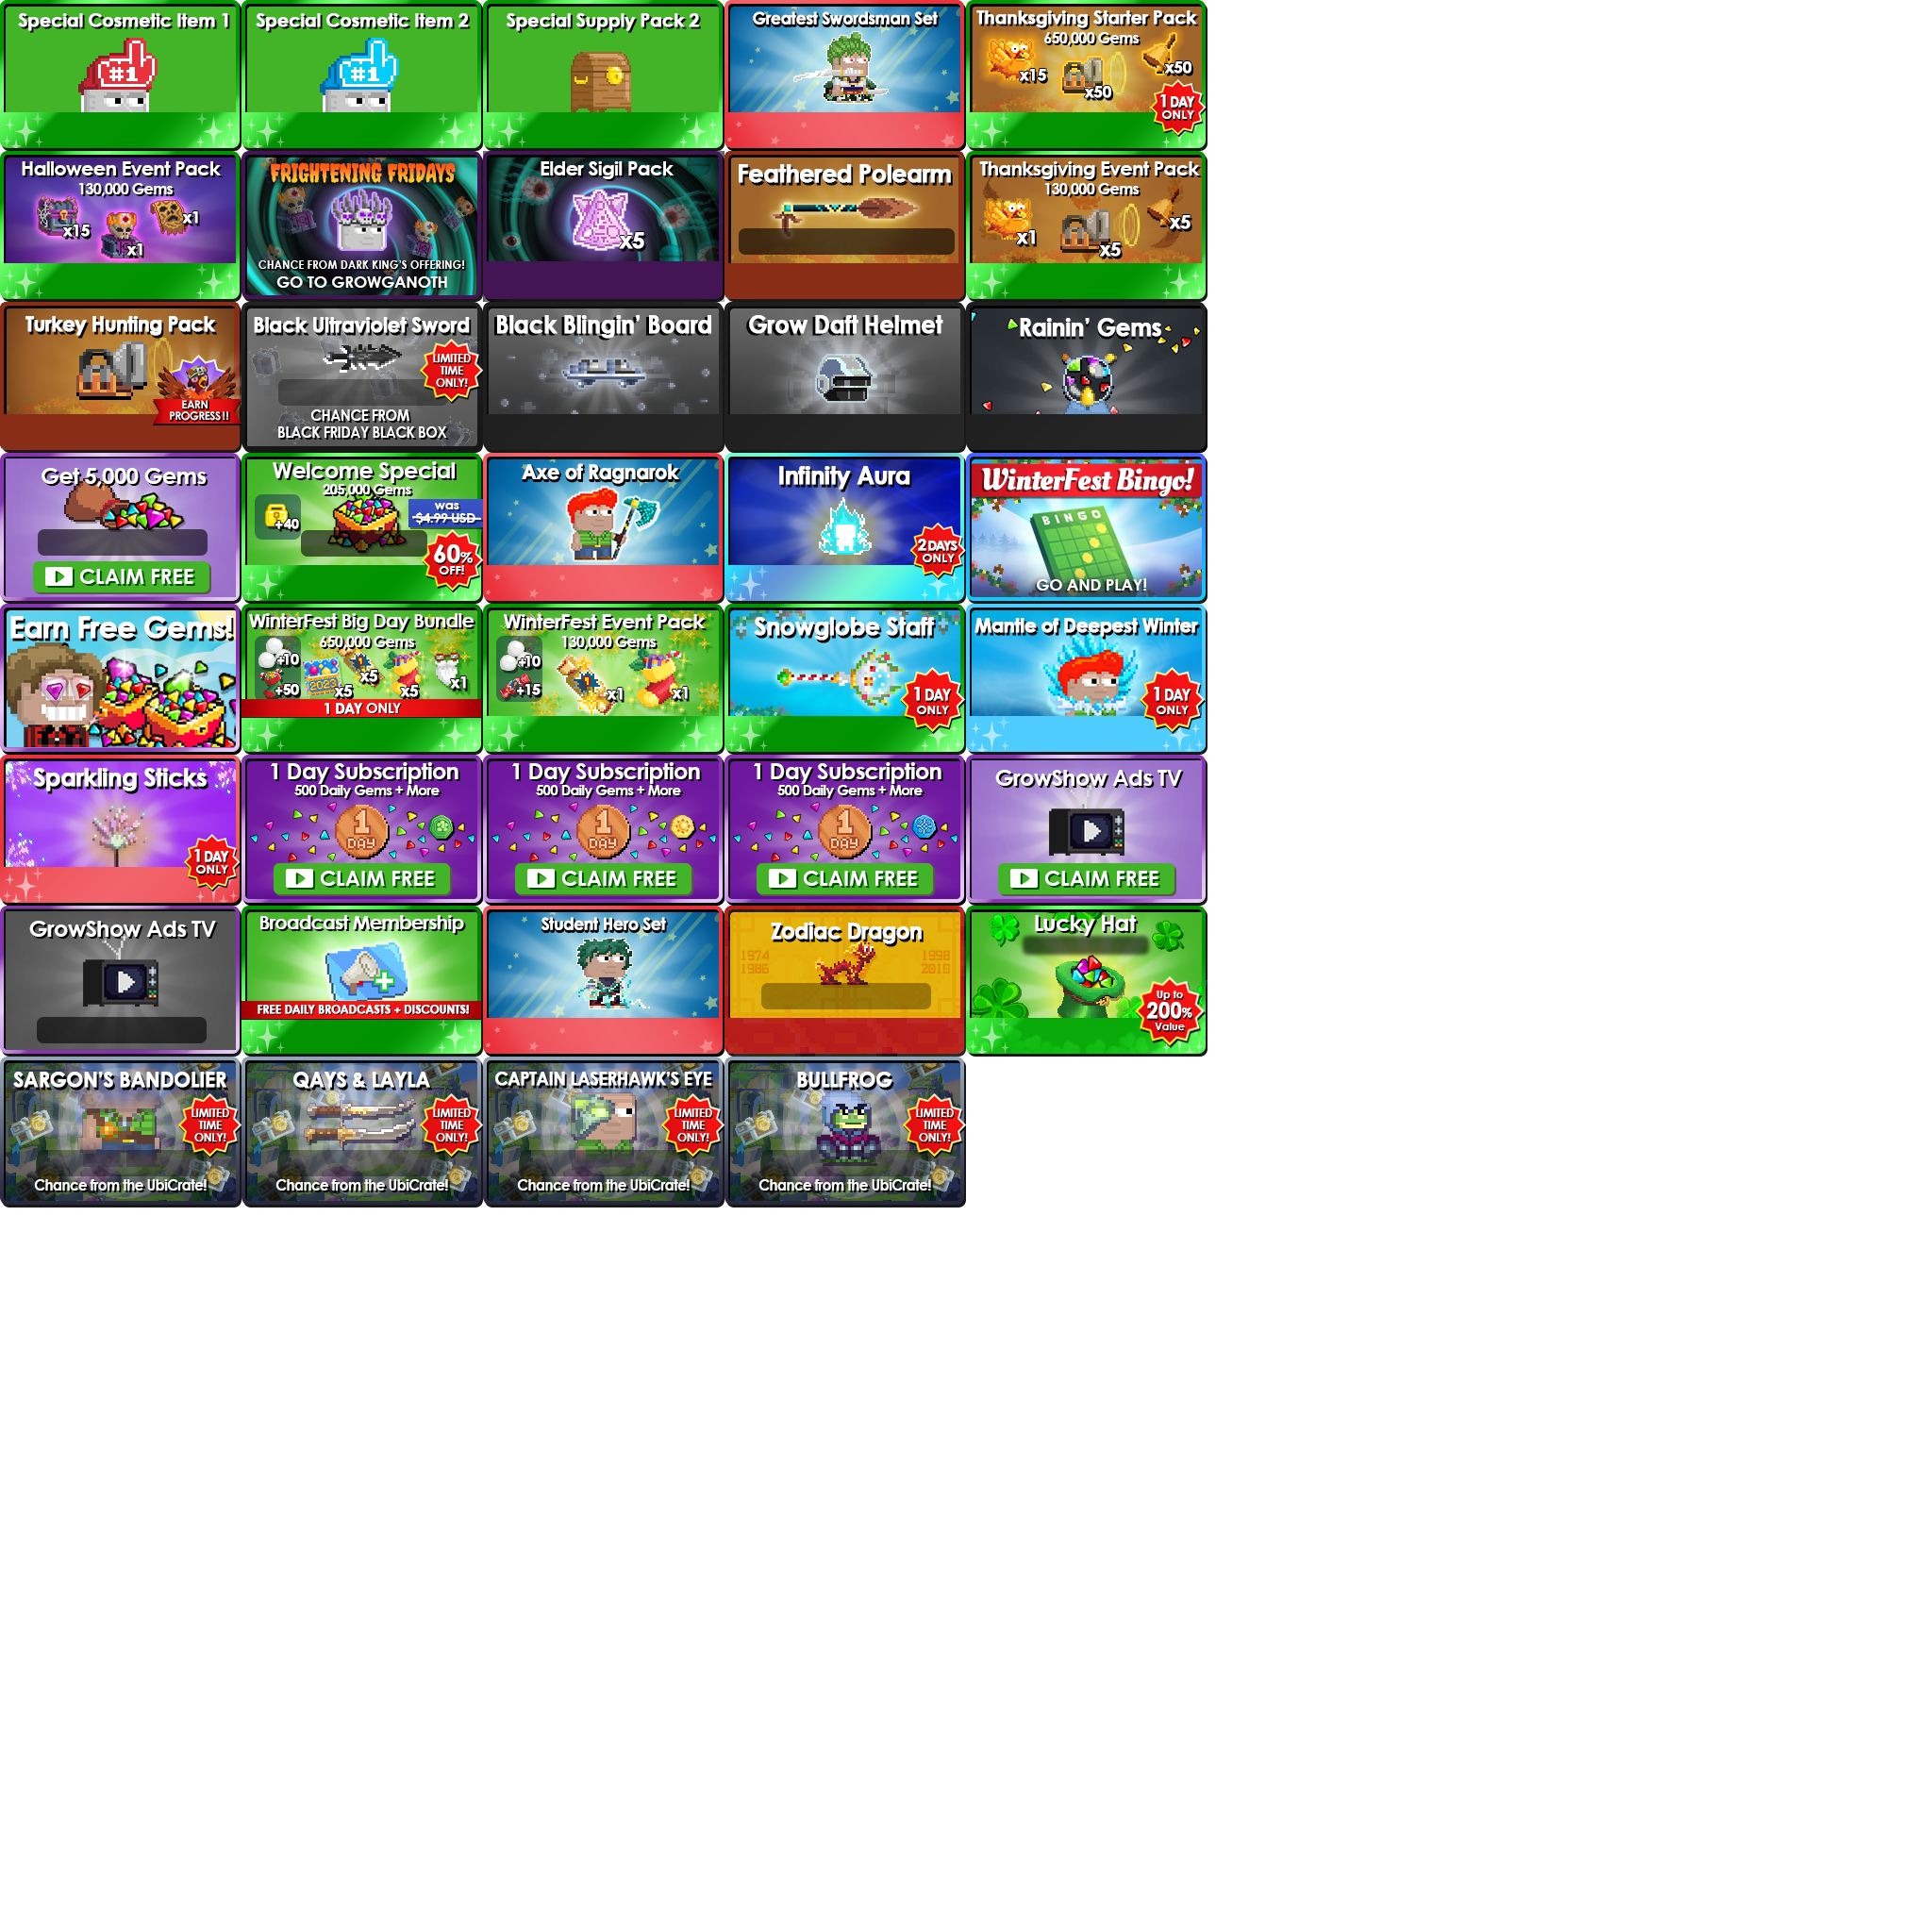 Special Cosmetic Item 1
#1
Special Cosmetic Item 2
#1
Special Supply Pack 2
Greatest Swordsman Set
Thanksgiving Starter Pack
650,000 Gems
x15
x50
x50
1 DAY
ONLY
Halloween Event Pack
130,000 Gems
x15
x1
x1
FRIGHTENING FRIDAYS
CHANCE FROM DARK KING'S OFFERING!
GO TO GROWGANOTH
Elder Sigil Pack
x5
Feathered Polearm
Thanksgiving Event Pack
130,000 Gems
x1
x5
x5
Turkey Hunting Pack
EARN
PROGRESS!!
Black Ultraviolet Sword
LIMITED
TIME
ONLY!
CHANCE FROM
BLACK FRIDAY BLACK BOX
Black Blingin' Board
Grow Daft Helmet
Rainin' Gems
Get 5,000 Gems
CLAIM FREE
Welcome Special
205,000 Gems
+40
was
$4.99 USD
60%
OFF!
Axe of Ragnarok
Infinity Aura
2 DAYS
ONLY
WinterFest Bingo!
BINGO
GO AND PLAY!
Earn Free Gems!
WinterFest Big Day Bundle
650,000 Gems
+10
+50
2023
x5
x5
x5
x1
1 DAY ONLY
WinterFest Event Pack
130,000 Gems
+10
+15
x1
x1
Snowglobe Staff
1 DAY
ONLY
Mantle of Deepest Winter
1 DAY
ONLY
Sparkling Sticks
1 DAY
ONLY
1 Day Subscription
500 Daily Gems + More
1
DAY
CLAIM FREE
1 Day Subscription
500 Daily Gems + More
1
DAY
CLAIM FREE
1 Day Subscription
500 Daily Gems + More
1
DAY
CLAIM FREE
GrowShow Ads TV
CLAIM FREE
GrowShow Ads TV
Broadcast Membership
FREE DAILY BROADCASTS + DISCOUNTS!
Student Hero Set
Zodiac Dragon
1974
1986
1998
2010
Lucky Hat
Up to
200%
Value
SARGON'S BANDOLIER
LIMITED
TIME
ONLY!
Chance from the UbiCrate!
QAYS & LAYLA
LIMITED
TIME
ONLY!
Chance from the UbiCrate!
CAPTAIN LASERHAWK'S EYE
LIMITED
TIME
ONLY!
Chance from the UbiCrate!
BULLFROG
LIMITED
TIME
ONLY!
Chance from the UbiCrate!